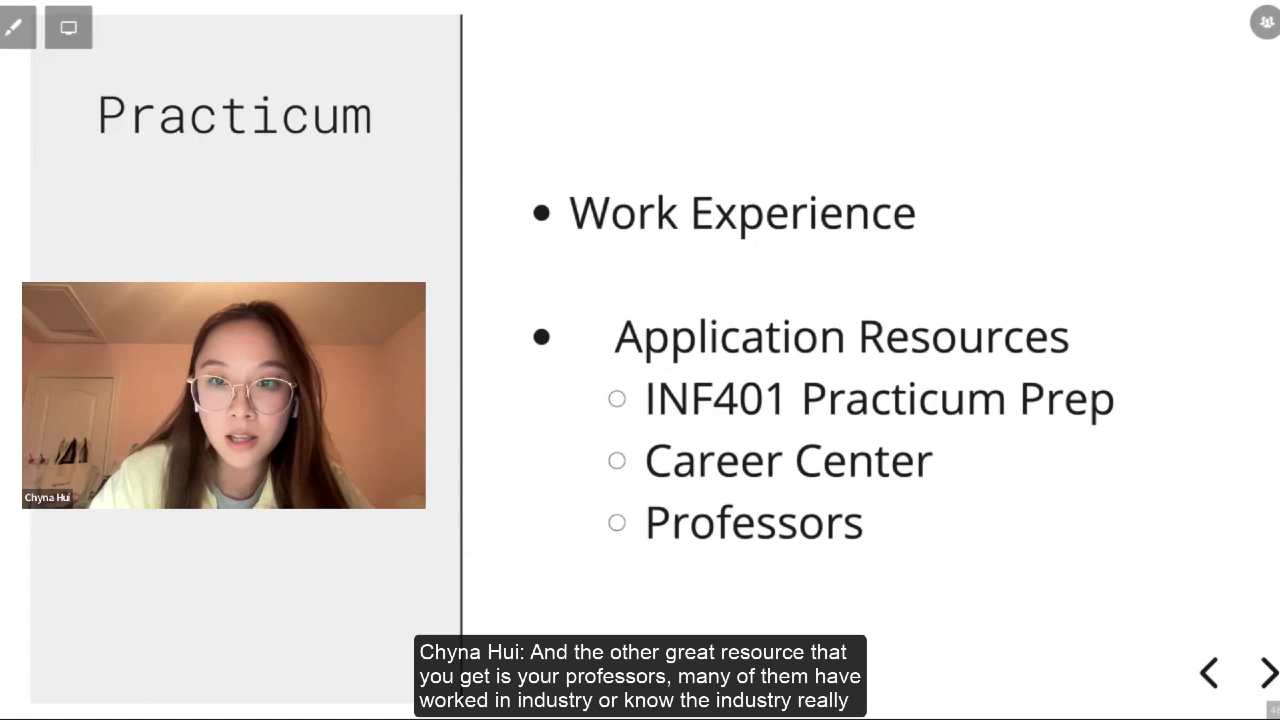 Practicum
Work Experience
Application Resources
INF401 Practicum Prep
Career Center
Professors
Chyna Hui
Chyna Hui: And the other great resource that
you get is your professors, many of them have
worked in industry or know the industry really